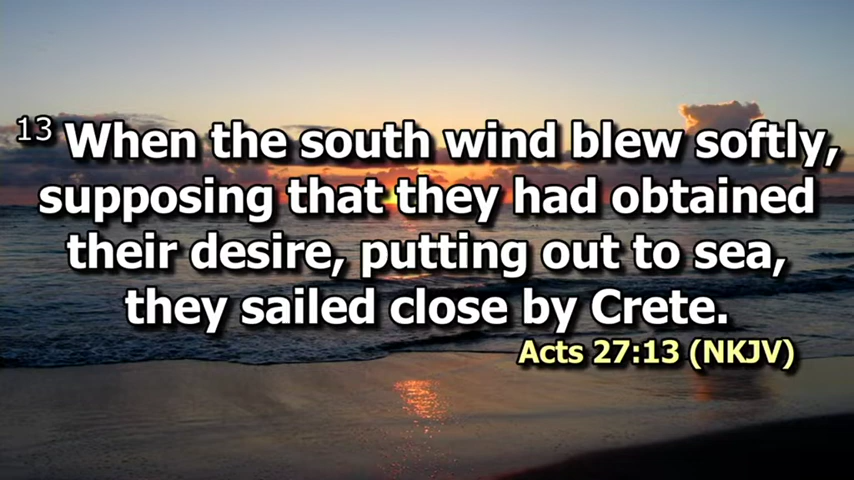 13 When the south wind blew softly,
supposing that they had obtained
their desire, putting out to sea,
they sailed close by Crete.
Acts 27:13 (NKJV)